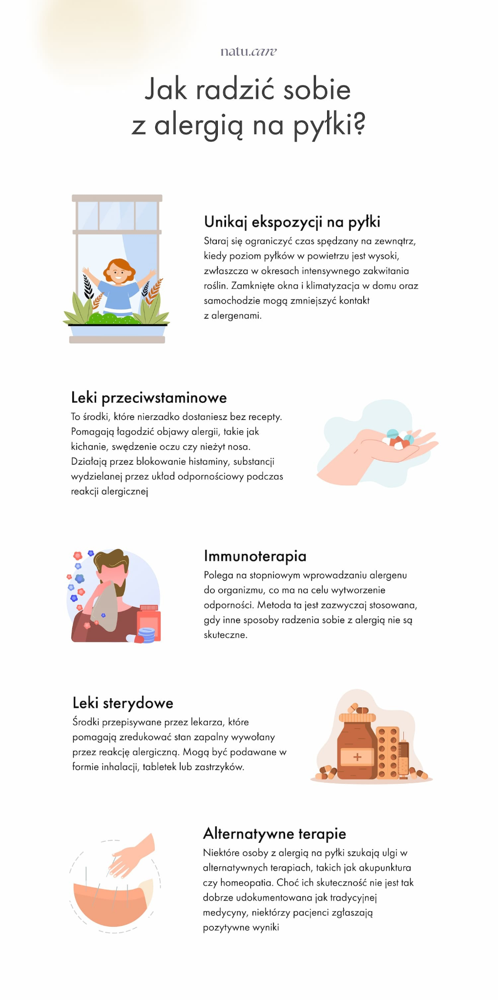 natu.care
Jak radzić sobie
z alergią na pyłki?
Unikaj ekspozycji na pyłki
Staraj się ograniczyć czas spędzany na zewnątrz,
kiedy poziom pyłków w powietrzu jest wysoki,
zwłaszcza w okresach intensywnego zakwitania
roślin. Zamknięte okna i klimatyzacja w domu oraz
samochodzie mogą zmniejszyć kontakt
z alergenami.
Leki przeciwstaminowe
To środki, które nierzadko dostaniesz bez recepty.
Pomagają łagodzić objawy alergii, takie jak
kichanie, swędzenie oczu czy nieżyt nosa.
Działają przez blokowanie histaminy, substancji
wydzielanej przez układ odpornościowy podczas
reakcji alergicznej
Immunoterapia
Polega na stopniowym wprowadzaniu alergenu
do organizmu, co ma na celu wytworzenie
odporności. Metoda ta jest zazwyczaj stosowana,
gdy inne sposoby radzenia sobie z alergią nie są
skuteczne.
Leki sterydowe
Środki przepisywane przez lekarza, które
pomagają zredukować stan zapalny wywołany
przez reakcję alergiczną. Mogą być podawane w
formie inhalacji, tabletek lub zastrzyków.
Alternatywne terapie
Niektóre osoby z alergią na pyłki szukają ulgi w
alternatywnych terapiach, takich jak akupunktura
czy homeopatia. Choć ich skuteczność nie jest tak
dobrze udokumentowana jak tradycyjnej
medycyny, niektórzy pacjenci zgłaszają
pozytywne wyniki